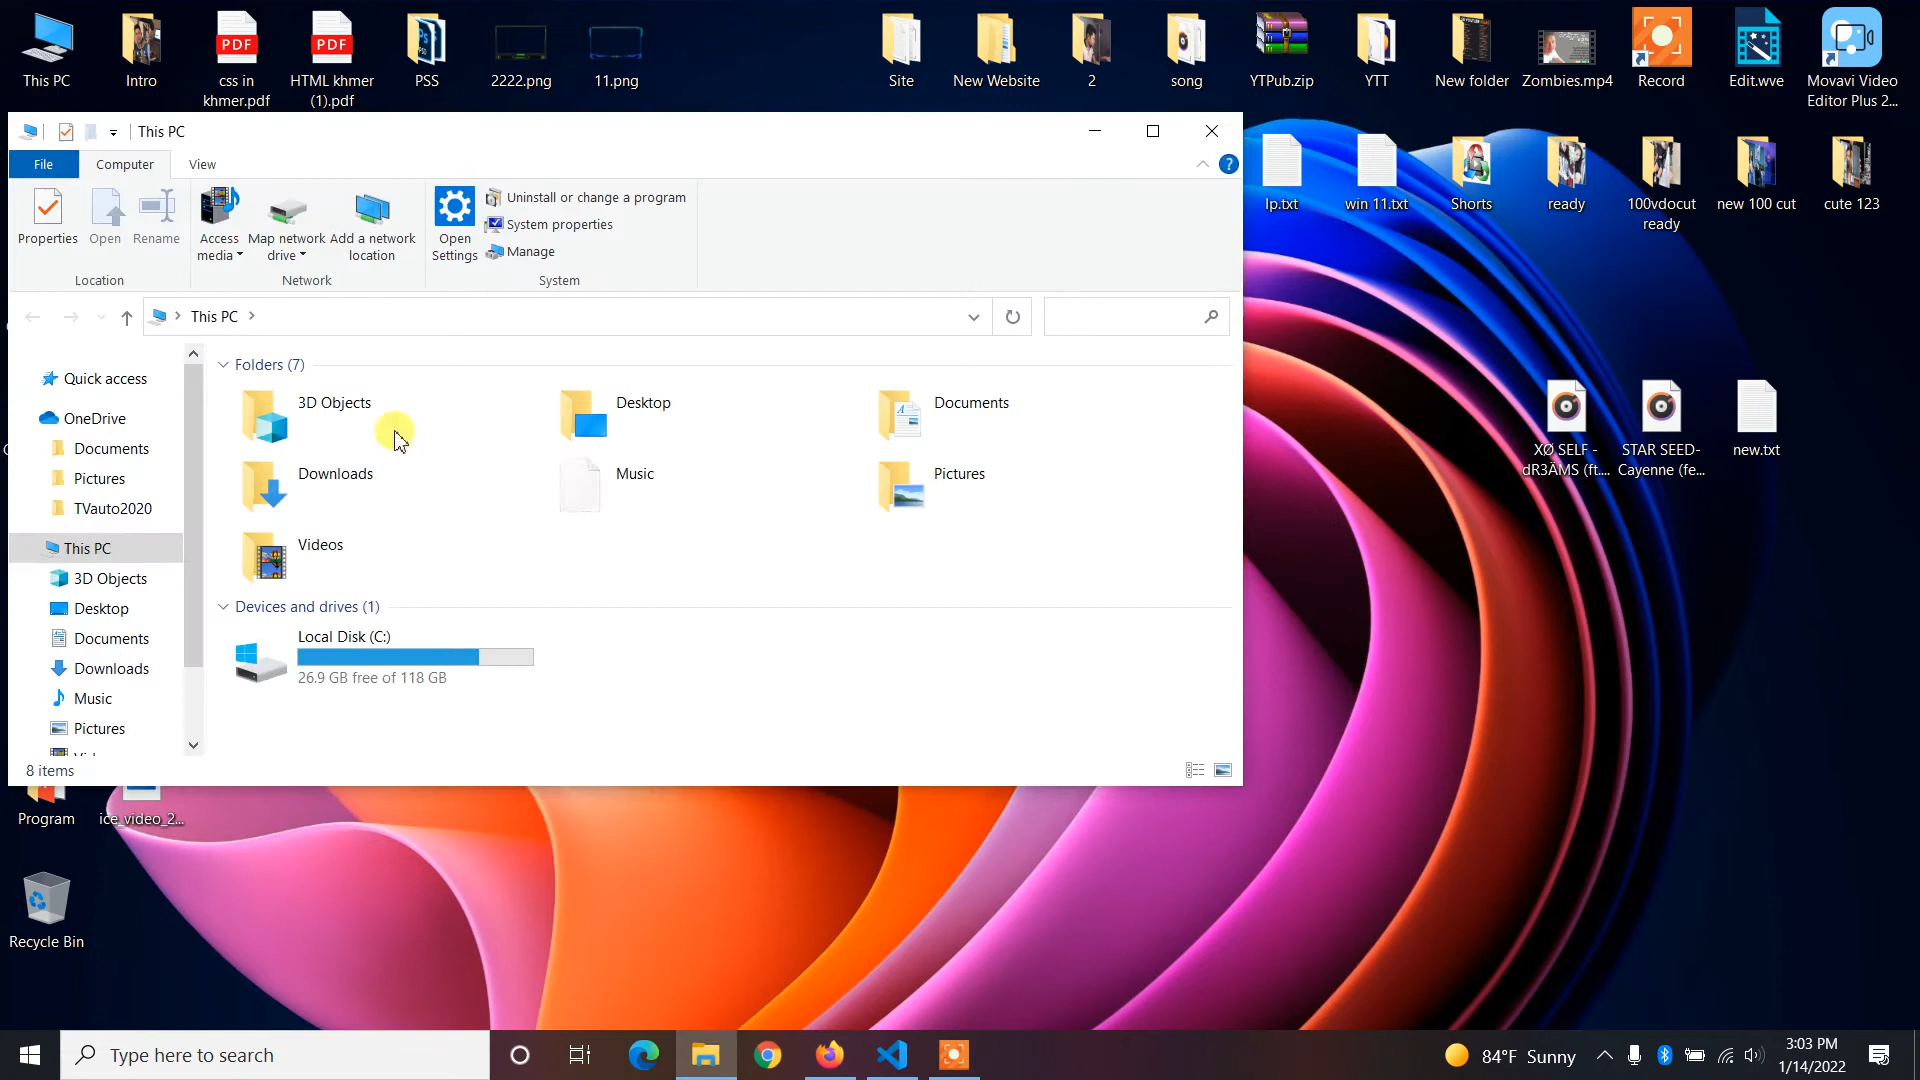 This PC
Intro
css in
khmer.pdf
HTML khmer
(1).pdf
PSS
2222.png
11.png
Site
New Website
2
song
YTPub.zip
YTT
New folder
Zombies.mp4
Record
Edit.wve
Movavi Video
Editor Plus 2...
PDF
PDF
This PC
File
Computer
View
Properties
Open
Rename
Access
media
Map network
drive
Add a network
location
Open
Settings
Uninstall or change a program
System properties
Manage
Location
Network
System
This PC
Quick access
OneDrive
Documents
Pictures
TVauto2020
This PC
3D Objects
Desktop
Documents
Downloads
Music
Pictures
Folders (7)
3D Objects
Desktop
Documents
Downloads
Music
Pictures
Videos
Devices and drives (1)
Local Disk (C:)
26.9 GB free of 118 GB
8 items
win 11.txt
Shorts
ready
100vdocut
ready
new 100 cut
cute 123
XØ SELF -
dR3ÄMS (ft....
STAR SEED-
Cayenne (fe...
new.txt
Program
ice_video_2...
Recycle Bin
Type here to search
84°F Sunny
3:03 PM
1/14/2022